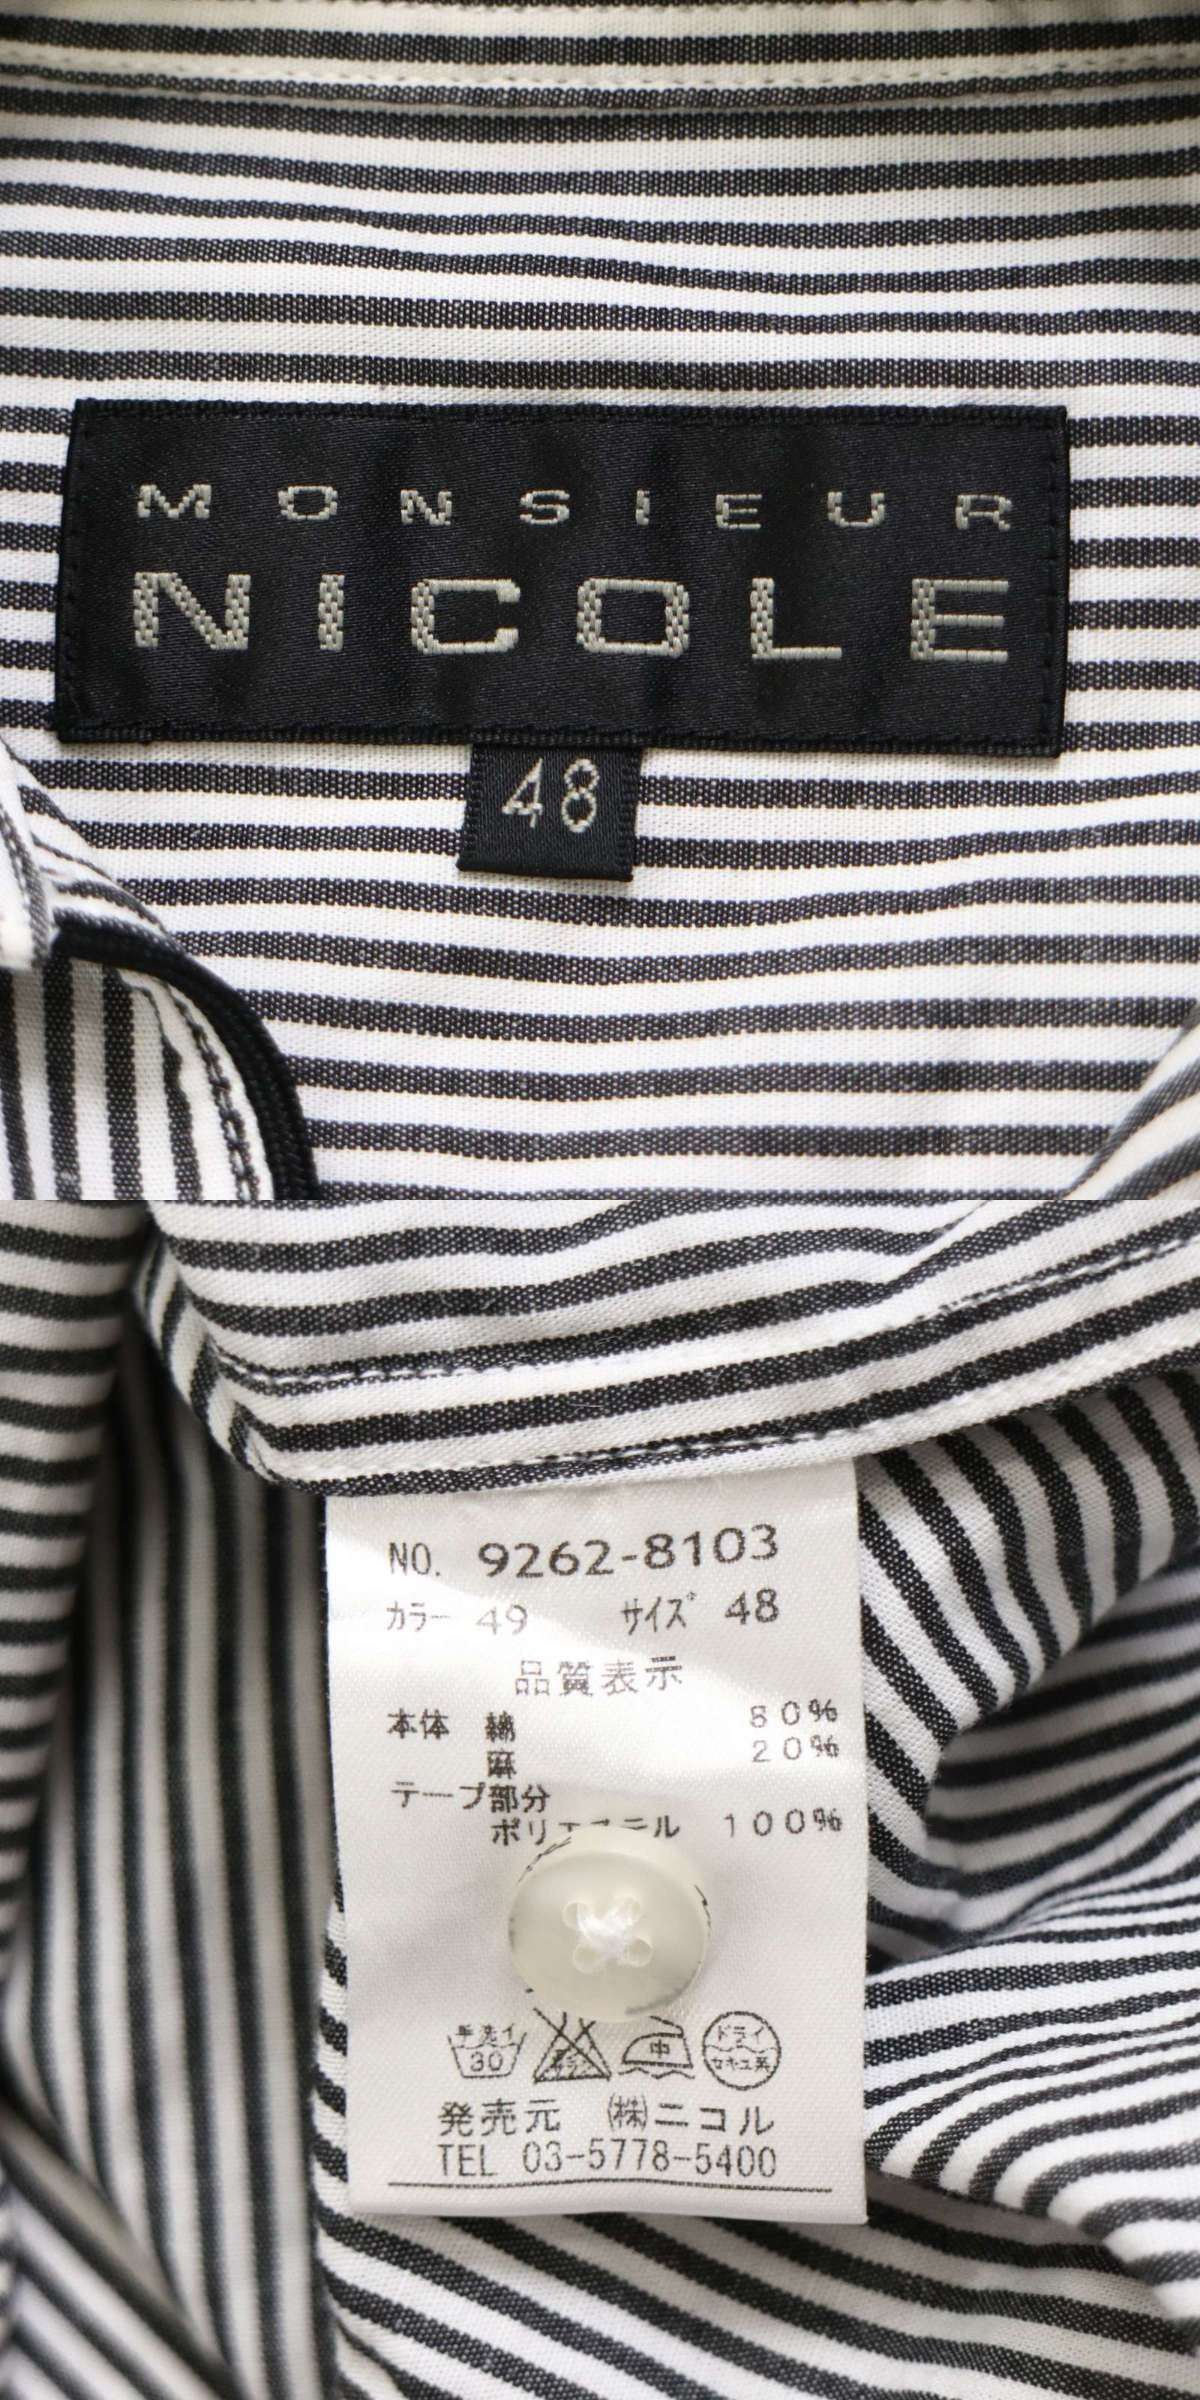 MONSIEUR
NICOLE
48
NO. 9262-8103
カラー 49 サイズ 48
品質表示
本体 綿 80%
麻 20%
テープ部分
ポリエステル 100%
手洗イ 30 中 ドライ
セキユ系
発売元 ㈱ニコル
TEL 03-5778-5400